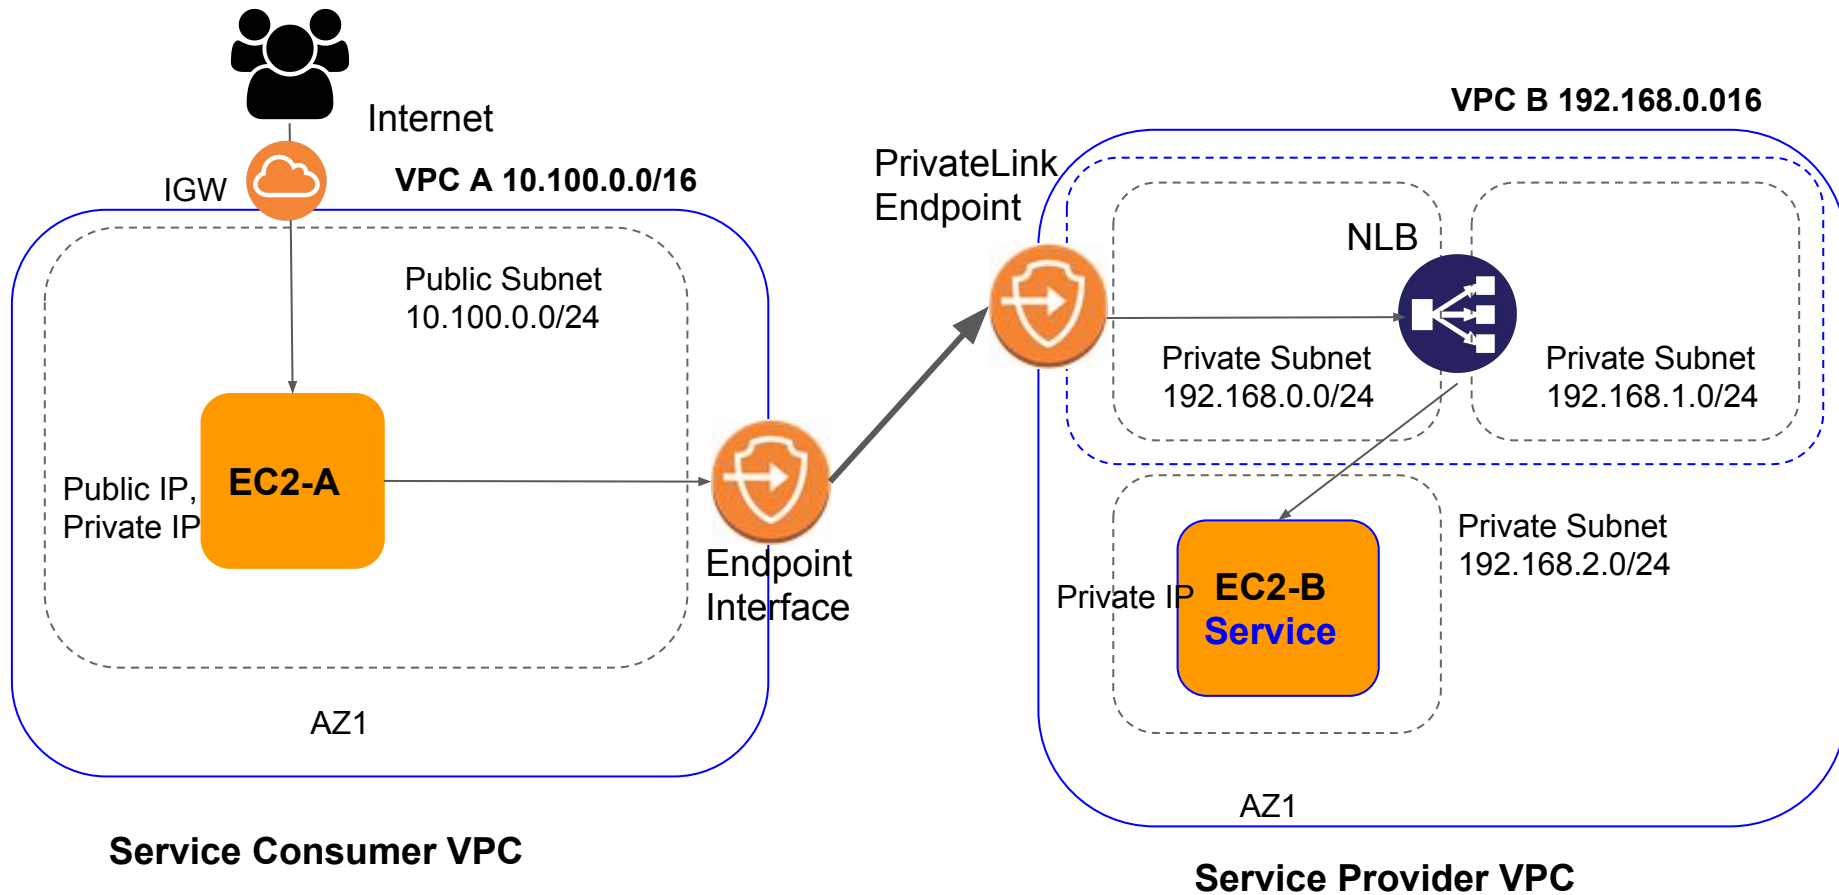 Internet
IGW
VPC A 10.100.0.0/16
Public Subnet
10.100.0.0/24
EC2-A
Public IP,
Private IP
Endpoint
Interface
AZ1
Service Consumer VPC
VPC B 192.168.0.016
PrivateLink
Endpoint
NLB
Private Subnet
192.168.0.0/24
Private Subnet
192.168.1.0/24
Private Subnet
192.168.2.0/24
Private IP
EC2-B
Service
AZ1
Service Provider VPC